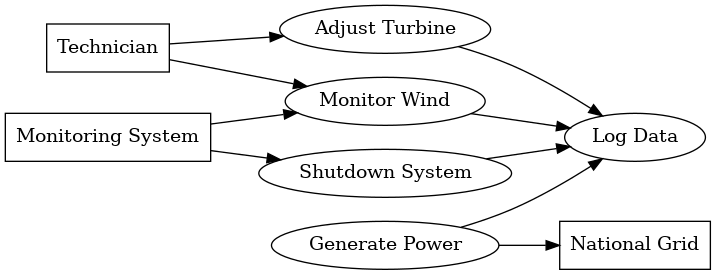 Technician
Adjust Turbine
Monitor Wind
Monitoring System
Log Data
Shutdown System
Generate Power
National Grid